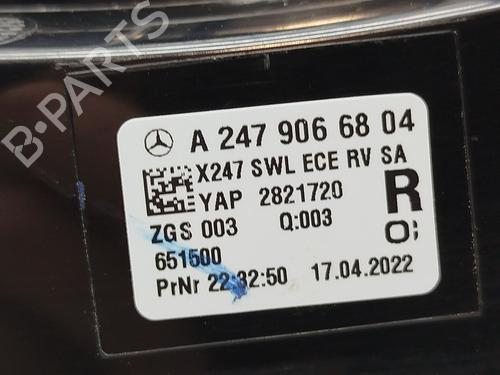 B-PARTS
A 247 906 68 04
X247 SWL ECE RV SA
YAP 2821720
R
ZGS 003 Q:003
O;
651500
PrNr 22:32:50 17.04.2022